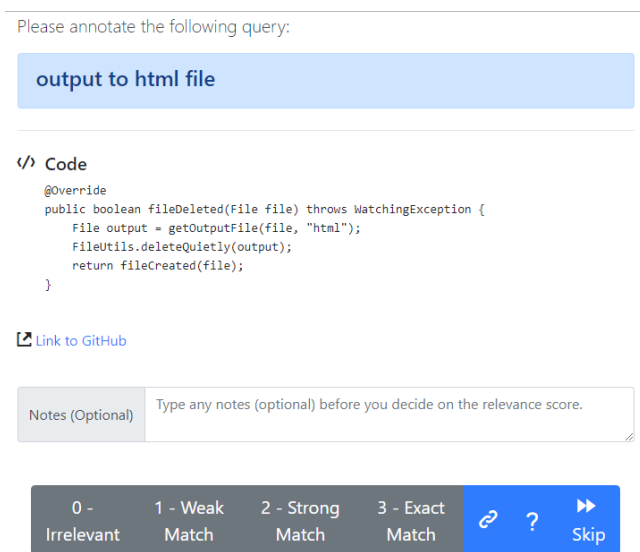 Please annotate the following query:
output to html file
</> Code
@Override
public boolean fileDeleted(File file) throws WatchingException {
    File output = getOutputFile(file, "html");
    FileUtils.deleteQuietly(output);
    return fileCreated(file);
}
Link to GitHub
Notes (Optional)
Type any notes (optional) before you decide on the relevance score.
0 - Irrelevant
1 - Weak Match
2 - Strong Match
3 - Exact Match
?
Skip